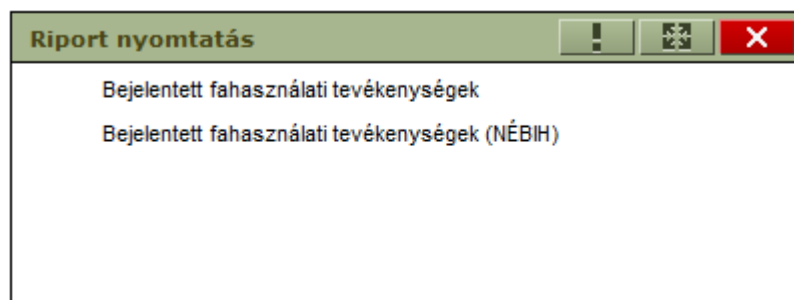 Riport nyomtatás
Bejelentett fahasználati tevékenységek
Bejelentett fahasználati tevékenységek (NÉBIH)